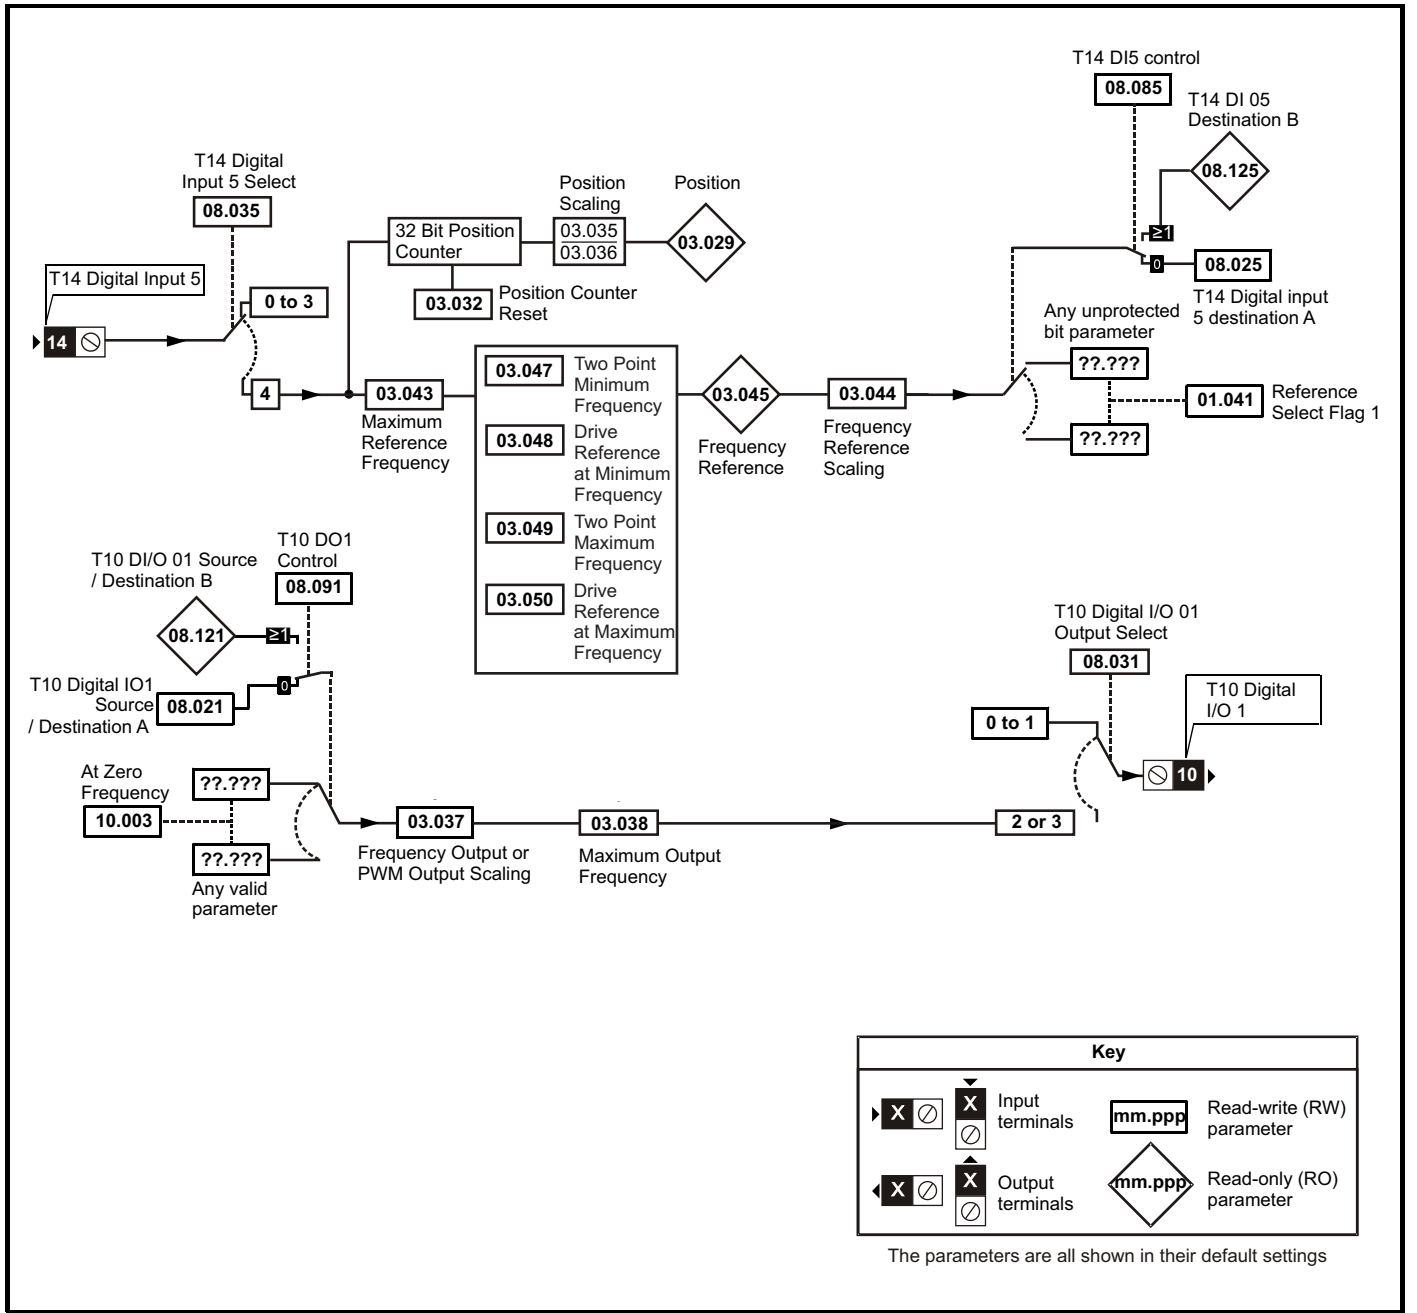 T14 DI5 control
08.085
T14 DI 05
Destination B
08.125
≥1
0
08.025
T14 Digital input
5 destination A
T14 Digital
Input 5 Select
08.035
T14 Digital Input 5
14
0 to 3
4
32 Bit Position
Counter
03.032
Position Counter
Reset
Position
Scaling
03.035
03.036
Position
03.029
03.043
Maximum
Reference
Frequency
03.047
Two Point
Minimum
Frequency
03.048
Drive
Reference
at Minimum
Frequency
03.049
Two Point
Maximum
Frequency
03.050
Drive
Reference
at Maximum
Frequency
03.045
Frequency
Reference
03.044
Frequency
Reference
Scaling
Any unprotected
bit parameter
??.???
??.???
01.041
Reference
Select Flag 1
T10 DI/O 01 Source
/ Destination B
08.121
≥1
T10 DO1
Control
08.091
T10 Digital IO1
Source
/ Destination A
08.021
0
At Zero
Frequency
10.003
??.???
??.???
Any valid
parameter
03.037
Frequency Output or
PWM Output Scaling
03.038
Maximum Output
Frequency
2 or 3
0 to 1
T10 Digital I/O 01
Output Select
08.031
T10 Digital
I/O 1
10
Key
X
X
Input
terminals
mm.ppp
Read-write (RW)
parameter
X
X
Output
terminals
mm.ppp
Read-only (RO)
parameter
The parameters are all shown in their default settings